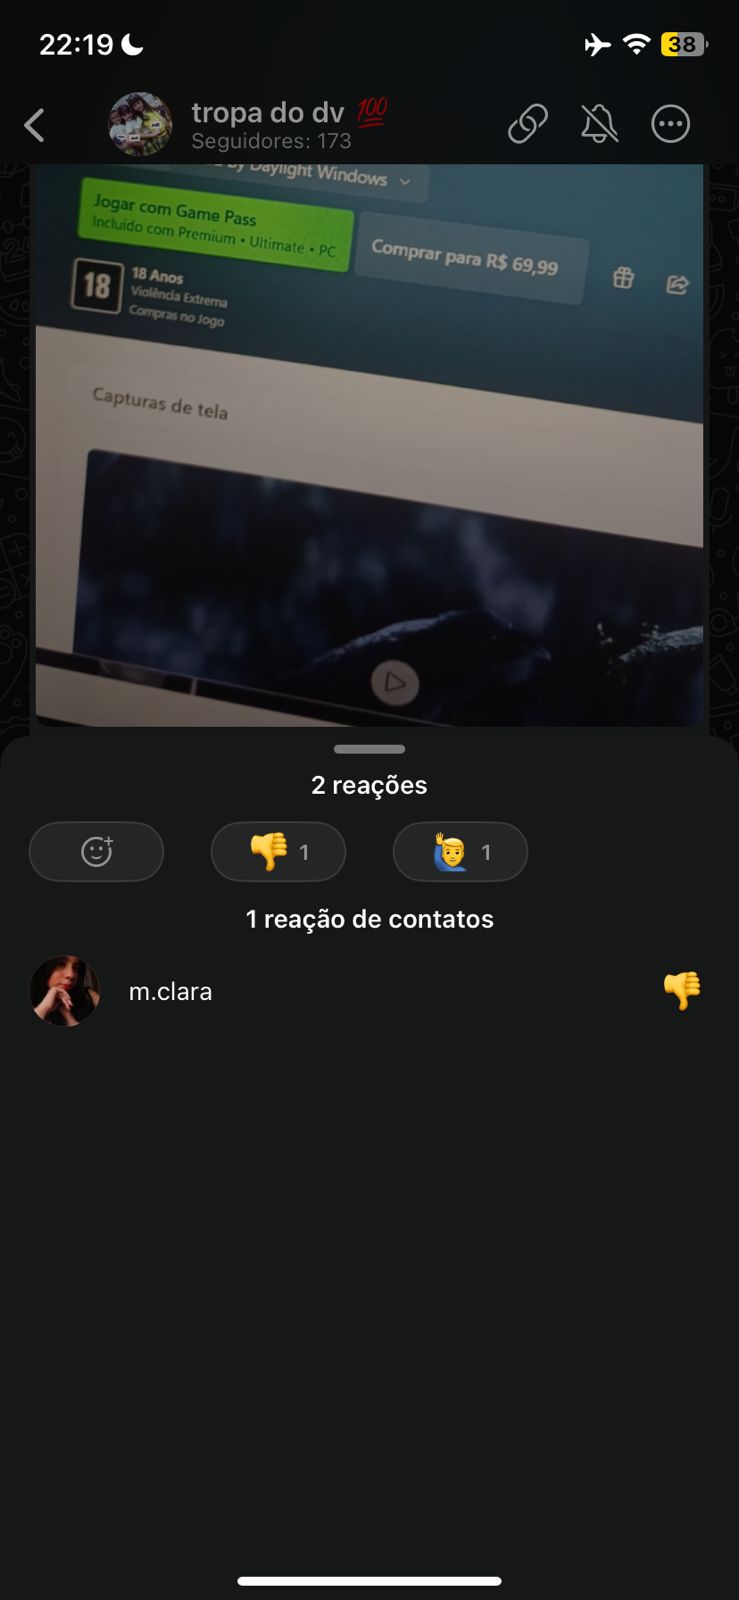 22:19
38
tropa do dv 💯
Seguidores: 173
by Daylight Windows
Jogar com Game Pass
Incluído com Premium • Ultimate • PC
Comprar para R$ 69,99
18
18 Anos
Violência Extrema
Compras no Jogo
Capturas de tela
2 reações
👎 1
🙋‍♂️ 1
1 reação de contatos
m.clara 👎